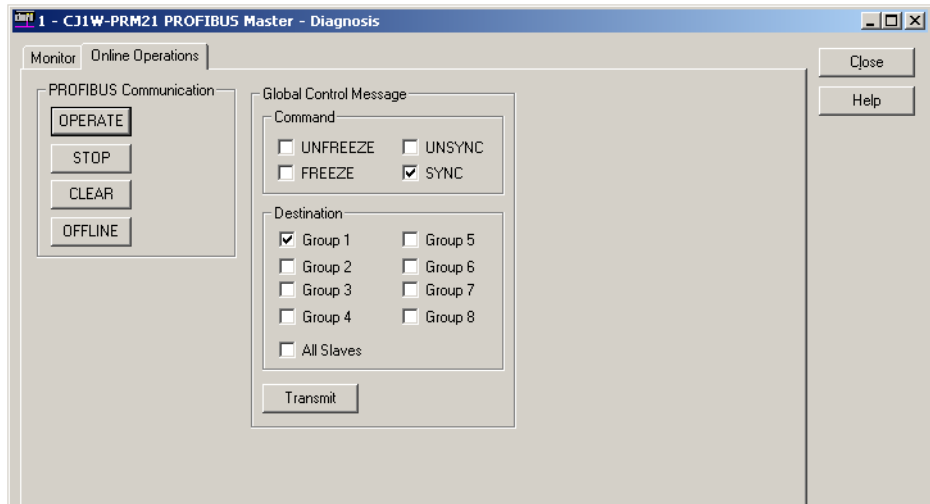 1 - CJ1W-PRM21 PROFIBUS Master - Diagnosis
Monitor Online Operations
Close
Help
PROFIBUS Communication
OPERATE
STOP
CLEAR
OFFLINE
Global Control Message
Command
UNFREEZE UNSYNC
FREEZE SYNC
Destination
Group 1 Group 5
Group 2 Group 6
Group 3 Group 7
Group 4 Group 8
All Slaves
Transmit